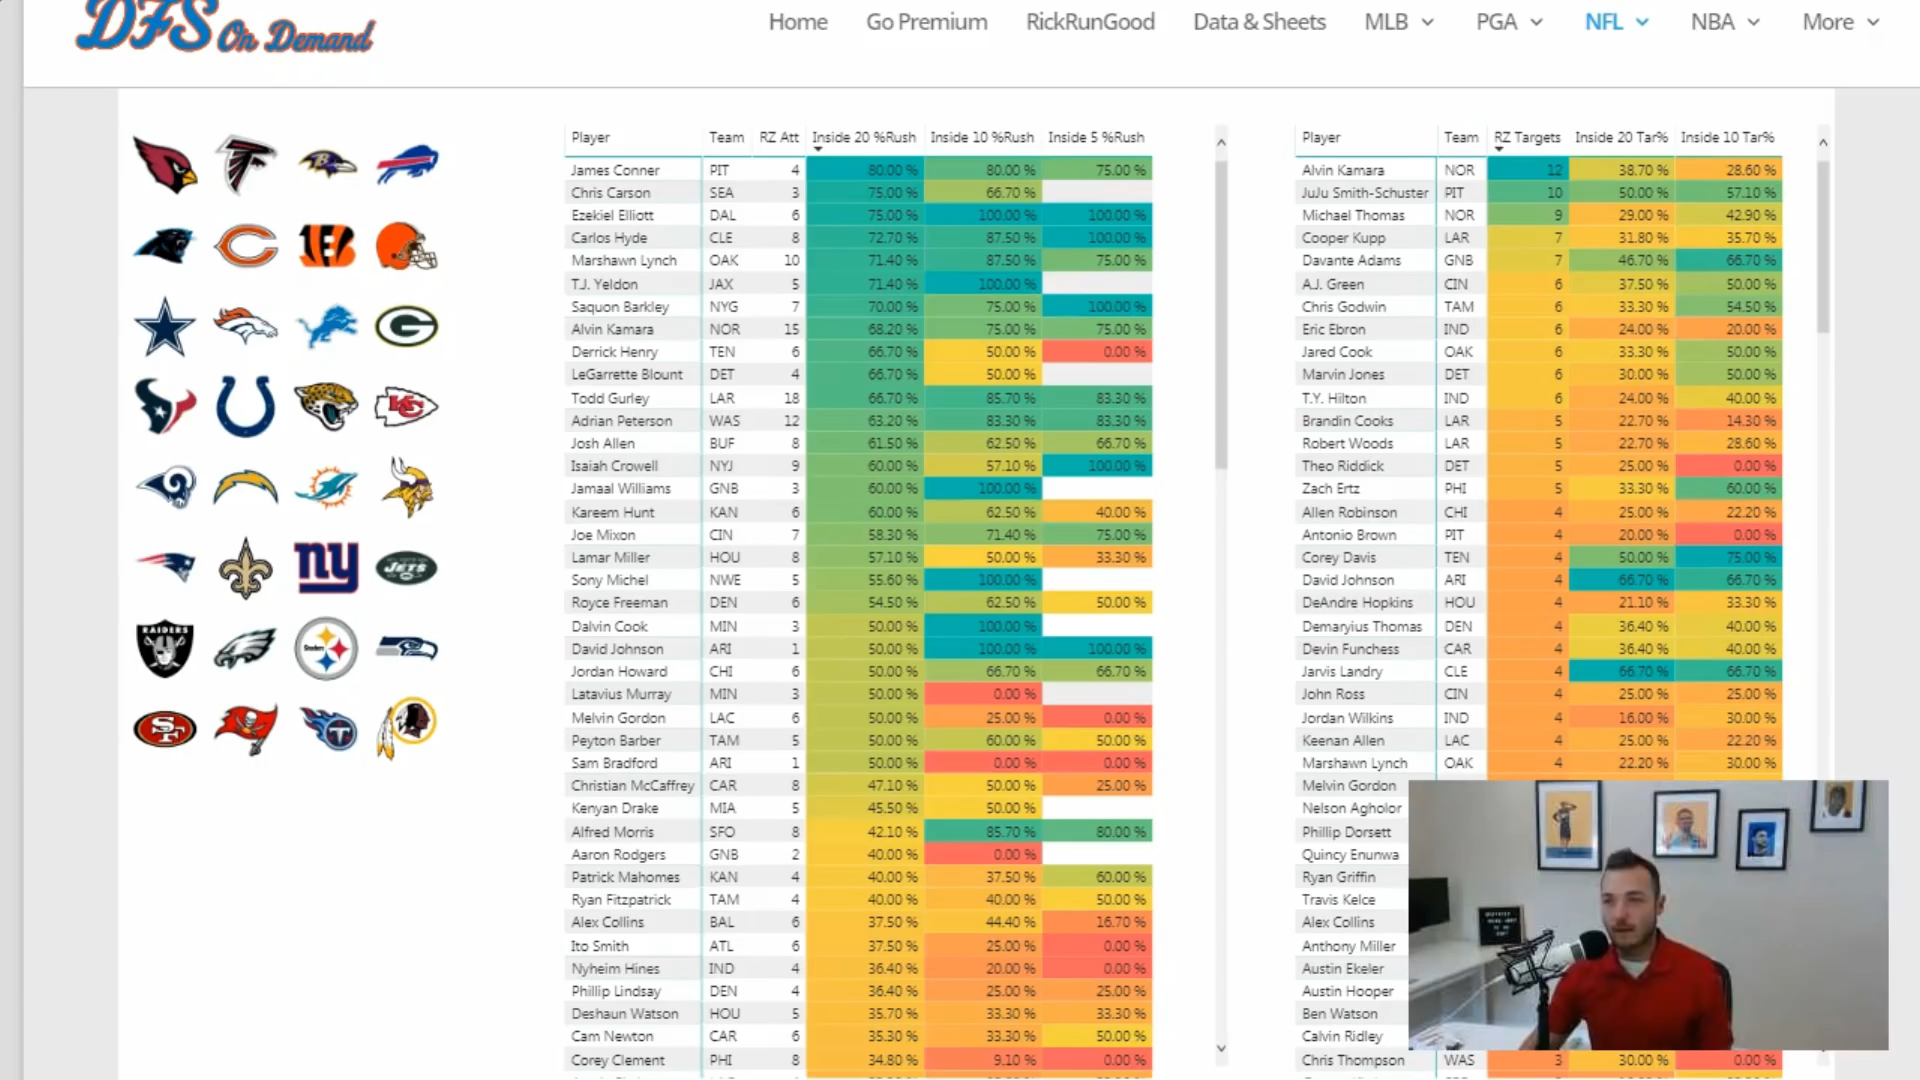 DFS On Demand
Home Go Premium RickRunGood Data & Sheets MLB PGA NFL NBA More
Player Team RZ Att Inside 20 %Rush Inside 10 %Rush Inside 5 %Rush
James Conner PIT 4 80.00 % 80.00 % 75.00 %
Chris Carson SEA 3 75.00 % 66.70 %
Ezekiel Elliott DAL 6 75.00 % 100.00 % 100.00 %
Carlos Hyde CLE 8 72.70 % 87.50 % 100.00 %
Marshawn Lynch OAK 10 71.40 % 87.50 % 75.00 %
T.J. Yeldon JAX 5 71.40 % 100.00 %
Saquon Barkley NYG 7 70.00 % 75.00 % 100.00 %
Alvin Kamara NOR 15 68.20 % 75.00 % 75.00 %
Derrick Henry TEN 6 66.70 % 50.00 % 0.00 %
LeGarrette Blount DET 4 66.70 % 50.00 %
Todd Gurley LAR 18 66.70 % 85.70 % 83.30 %
Adrian Peterson WAS 12 63.20 % 83.30 % 83.30 %
Josh Allen BUF 8 61.50 % 62.50 % 66.70 %
Isaiah Crowell NYJ 9 60.00 % 57.10 % 100.00 %
Jamaal Williams GNB 3 60.00 % 100.00 %
Kareem Hunt KAN 6 60.00 % 62.50 % 40.00 %
Joe Mixon CIN 7 58.30 % 71.40 % 75.00 %
Lamar Miller HOU 8 57.10 % 50.00 % 33.30 %
Sony Michel NWE 5 55.60 % 100.00 %
Royce Freeman DEN 6 54.50 % 62.50 % 50.00 %
Dalvin Cook MIN 3 50.00 % 100.00 %
David Johnson ARI 1 50.00 % 100.00 % 100.00 %
Jordan Howard CHI 6 50.00 % 66.70 % 66.70 %
Latavius Murray MIN 3 50.00 % 0.00 %
Melvin Gordon LAC 6 50.00 % 25.00 % 0.00 %
Peyton Barber TAM 5 50.00 % 60.00 % 50.00 %
Sam Bradford ARI 1 50.00 % 0.00 % 0.00 %
Christian McCaffrey CAR 8 47.10 % 50.00 % 25.00 %
Kenyan Drake MIA 5 45.50 % 50.00 %
Alfred Morris SFO 8 42.10 % 85.70 % 80.00 %
Aaron Rodgers GNB 2 40.00 % 0.00 %
Patrick Mahomes KAN 4 40.00 % 37.50 % 60.00 %
Ryan Fitzpatrick TAM 4 40.00 % 40.00 % 50.00 %
Alex Collins BAL 6 37.50 % 44.40 % 16.70 %
Ito Smith ATL 6 37.50 % 25.00 % 0.00 %
Nyheim Hines IND 4 36.40 % 20.00 % 0.00 %
Phillip Lindsay DEN 4 36.40 % 25.00 % 25.00 %
Deshaun Watson HOU 5 35.70 % 33.30 % 33.30 %
Cam Newton CAR 6 35.30 % 33.30 % 50.00 %
Corey Clement PHI 8 34.80 % 9.10 % 0.00 %
Player Team RZ Targets Inside 20 Tar% Inside 10 Tar%
Alvin Kamara NOR 12 38.70 % 28.60 %
JuJu Smith-Schuster PIT 10 50.00 % 57.10 %
Michael Thomas NOR 9 29.00 % 42.90 %
Cooper Kupp LAR 7 31.80 % 35.70 %
Davante Adams GNB 7 46.70 % 66.70 %
A.J. Green CIN 6 37.50 % 50.00 %
Chris Godwin TAM 6 33.30 % 54.50 %
Eric Ebron IND 6 24.00 % 20.00 %
Jared Cook OAK 6 33.30 % 50.00 %
Marvin Jones DET 6 30.00 % 50.00 %
T.Y. Hilton IND 6 24.00 % 40.00 %
Brandin Cooks LAR 5 22.70 % 14.30 %
Robert Woods LAR 5 22.70 % 28.60 %
Theo Riddick DET 5 25.00 % 0.00 %
Zach Ertz PHI 5 33.30 % 60.00 %
Allen Robinson CHI 4 25.00 % 22.20 %
Antonio Brown PIT 4 20.00 % 0.00 %
Corey Davis TEN 4 50.00 % 75.00 %
David Johnson ARI 4 66.70 % 66.70 %
DeAndre Hopkins HOU 4 21.10 % 33.30 %
Demaryius Thomas DEN 4 36.40 % 40.00 %
Devin Funchess CAR 4 36.40 % 40.00 %
Jarvis Landry CLE 4 66.70 % 66.70 %
John Ross CIN 4 25.00 % 25.00 %
Jordan Wilkins IND 4 16.00 % 30.00 %
Keenan Allen LAC 4 25.00 % 22.20 %
Marshawn Lynch OAK 4 22.20 % 30.00 %
Melvin Gordon
Nelson Agholor
Phillip Dorsett
Quincy Enunwa
Ryan Griffin
Travis Kelce
Alex Collins
Anthony Miller
Austin Ekeler
Austin Hooper
Ben Watson
Calvin Ridley
Chris Thompson WAS 3 30.00 % 0.00 %